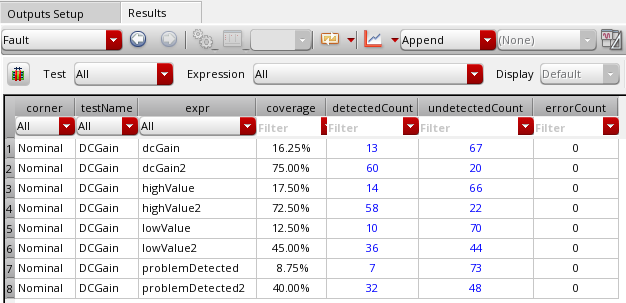 Outputs Setup Results
Fault Append (None)
Test All Expression All Display Default
corner testName expr coverage detectedCount undetectedCount errorCount
All All All Filter Filter Filter Filter
1 Nominal DCGain dcGain 16.25% 13 67 0
2 Nominal DCGain dcGain2 75.00% 60 20 0
3 Nominal DCGain highValue 17.50% 14 66 0
4 Nominal DCGain highValue2 72.50% 58 22 0
5 Nominal DCGain lowValue 12.50% 10 70 0
6 Nominal DCGain lowValue2 45.00% 36 44 0
7 Nominal DCGain problemDetected 8.75% 7 73 0
8 Nominal DCGain problemDetected2 40.00% 32 48 0